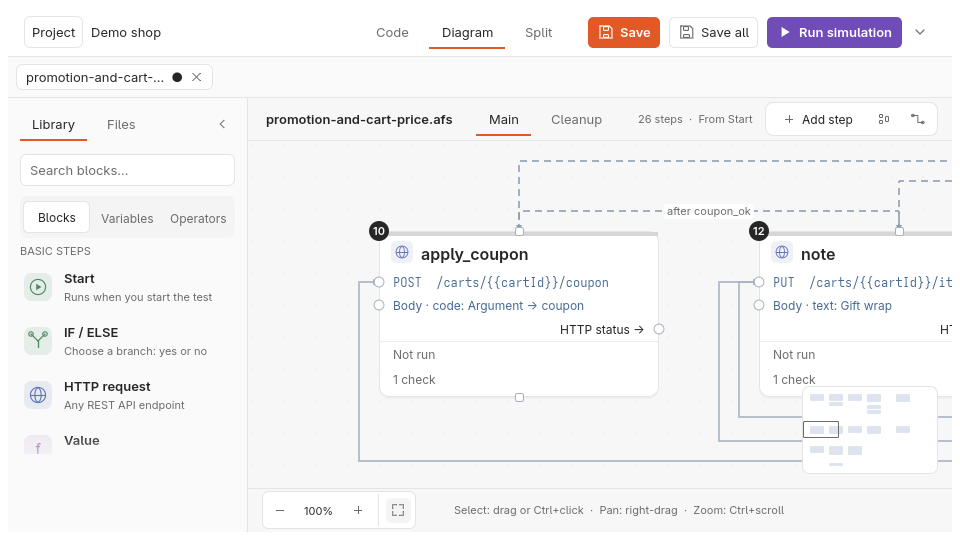 Project Demo shop Code Diagram Split Save Save all Run simulation
promotion-and-cart-...
Library Files
promotion-and-cart-price.afs Main Cleanup 26 steps · From Start Add step
Search blocks...
Blocks Variables Operators
BASIC STEPS
Start
Runs when you start the test
IF / ELSE
Choose a branch: yes or no
HTTP request
Any REST API endpoint
Value
f
after coupon_ok
10
apply_coupon
POST /carts/{{cartId}}/coupon
Body · code: Argument → coupon
HTTP status →
Not run
1 check
12
note
PUT /carts/{{cartId}}/it
Body · text: Gift wrap
HT
Not run
1 check
− 100% +
Select: drag or Ctrl+click · Pan: right-drag · Zoom: Ctrl+scroll